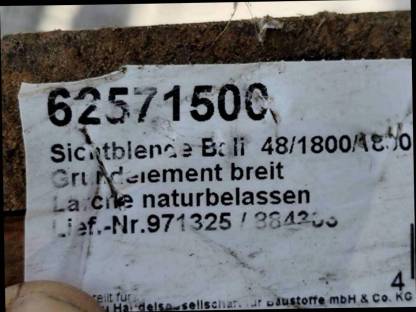 62571500
Sichtblende Bali 48/1800/1800
Grundelement breit
Lärche naturbelassen
Lief.-Nr.971325 /
4
Handelsgesellschaft für Baustoffe mbH & Co. KG